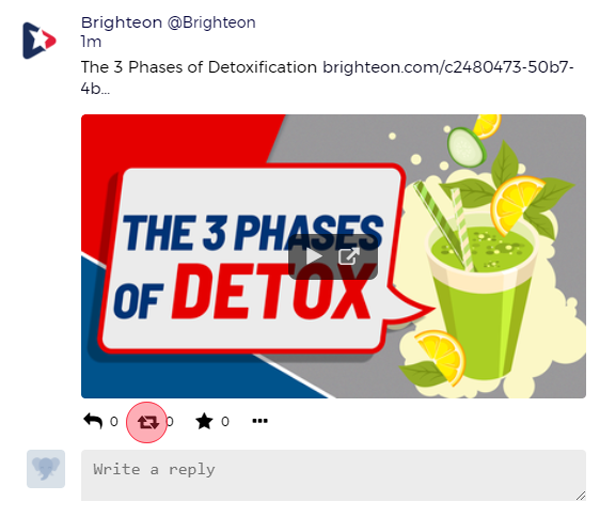 Brighteon @Brighteon
1m
The 3 Phases of Detoxification brighteon.com/c2480473-50b7-
4b...
THE 3 PHASES
OF DETOX
0 0 0
Write a reply